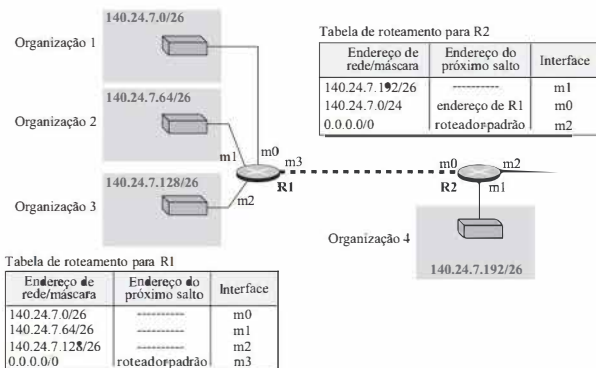 140.24.7.0/26
Organização 1
140.24.7.64/26
Organização 2
m1
m0
140.24.7.128/26
Organização 3
m2
m3
R1
Tabela de roteamento para R2
Endereço de rede/máscara Endereço do próximo salto Interface
140.24.7.192/26 ---------- m1
140.24.7.0/24 endereço de R1 m0
0.0.0.0/0 roteador-padrão m2
m0
m2
R2
m1
Organização 4
140.24.7.192/26
Tabela de roteamento para R1
Endereço de rede/máscara Endereço do próximo salto Interface
140.24.7.0/26 ---------- m0
140.24.7.64/26 ---------- m1
140.24.7.128/26 ---------- m2
0.0.0.0/0 roteador-padrão m3